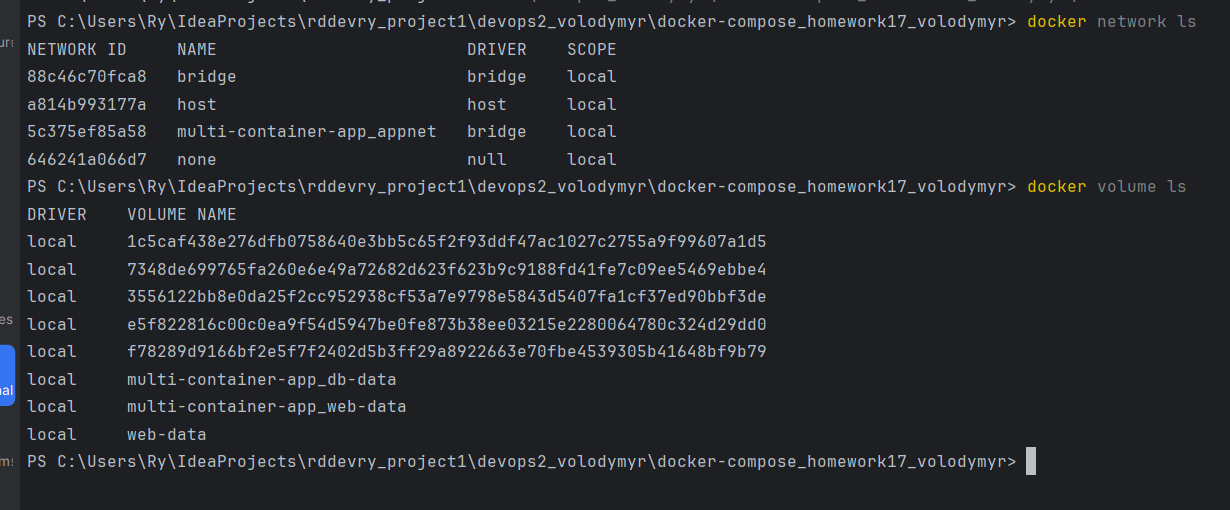 PS C:\Users\Ry\IdeaProjects\rddevry_project1\devops2_volodymyr\docker-compose_homework17_volodymyr> docker network ls
NETWORK ID     NAME                         DRIVER    SCOPE
88c46c70fca8   bridge                       bridge    local
a814b993177a   host                         host      local
5c375ef85a58   multi-container-app_appnet   bridge    local
646241a066d7   none                         null      local
PS C:\Users\Ry\IdeaProjects\rddevry_project1\devops2_volodymyr\docker-compose_homework17_volodymyr> docker volume ls
DRIVER    VOLUME NAME
local     1c5caf438e276dfb0758640e3bb5c65f2f93ddf47ac1027c2755a9f99607a1d5
local     7348de699765fa260e6e49a72682d623f623b9c9188fd41fe7c09ee5469ebbe4
local     3556122bb8e0da25f2cc952938cf53a7e9798e5843d5407fa1cf37ed90bbf3de
local     e5f822816c00c0ea9f54d5947be0fe873b38ee03215e2280064780c324d29dd0
local     f78289d9166bf2e5f7f2402d5b3ff29a8922663e70fbe4539305b41648bf9b79
local     multi-container-app_db-data
local     multi-container-app_web-data
local     web-data
PS C:\Users\Ry\IdeaProjects\rddevry_project1\devops2_volodymyr\docker-compose_homework17_volodymyr>